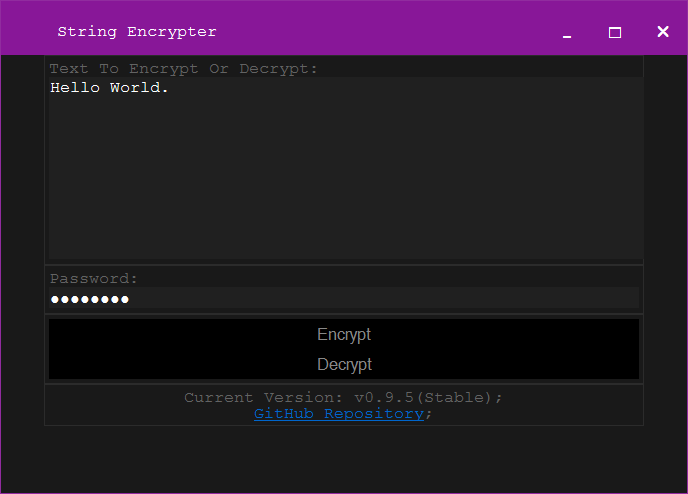 String Encrypter
Text To Encrypt Or Decrypt:
Hello World.
Password:
●●●●●●●●
Encrypt
Decrypt
Current Version: v0.9.5(Stable);
GitHub Repository;